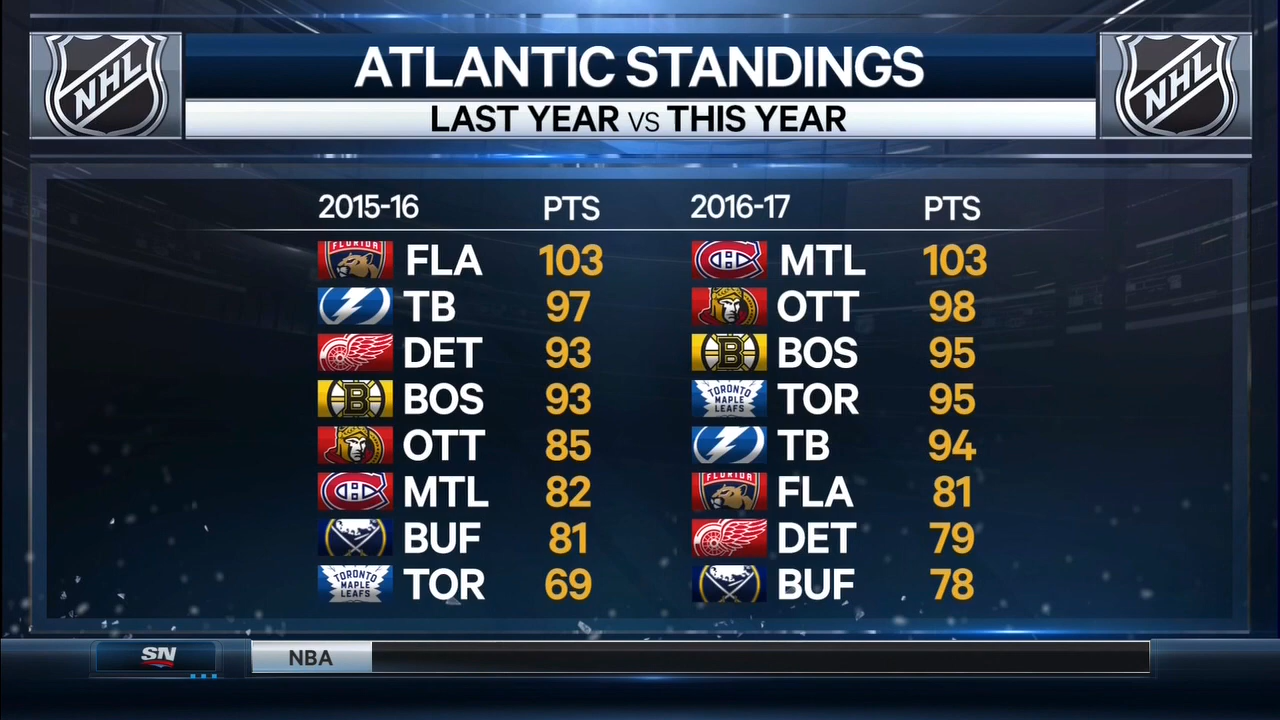 NHL
ATLANTIC STANDINGS
NHL
LAST YEAR VS THIS YEAR
2015-16 PTS 2016-17 PTS
FLORIDA FLA 103 MTL 103
TB 97 OTT 98
DET 93 B BOS 95
B BOS 93 TORONTO MAPLE LEAFS TOR 95
OTT 85 TB 94
MTL 82 FLORIDA FLA 81
BUF 81 DET 79
TORONTO MAPLE LEAFS TOR 69 BUF 78
SN NBA